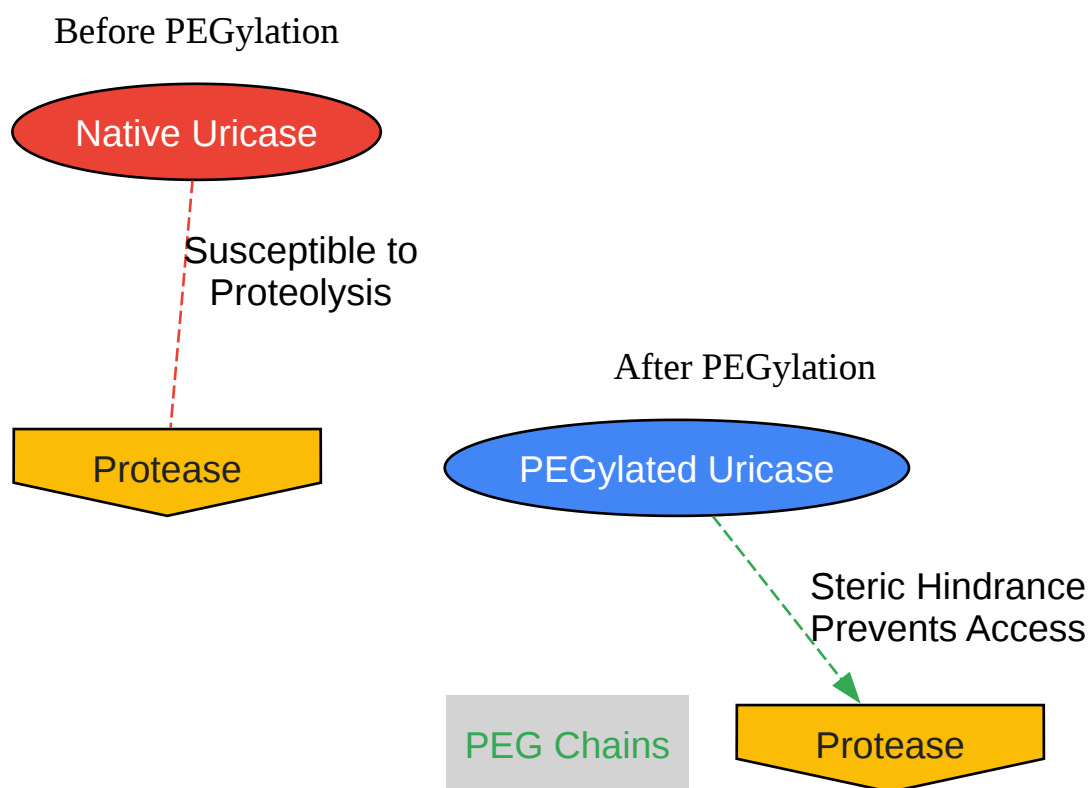 Before PEGylation
Native Uricase
Susceptible to
Proteolysis
Protease
After PEGylation
PEGylated Uricase
Steric Hindrance
Prevents Access
PEG Chains
Protease